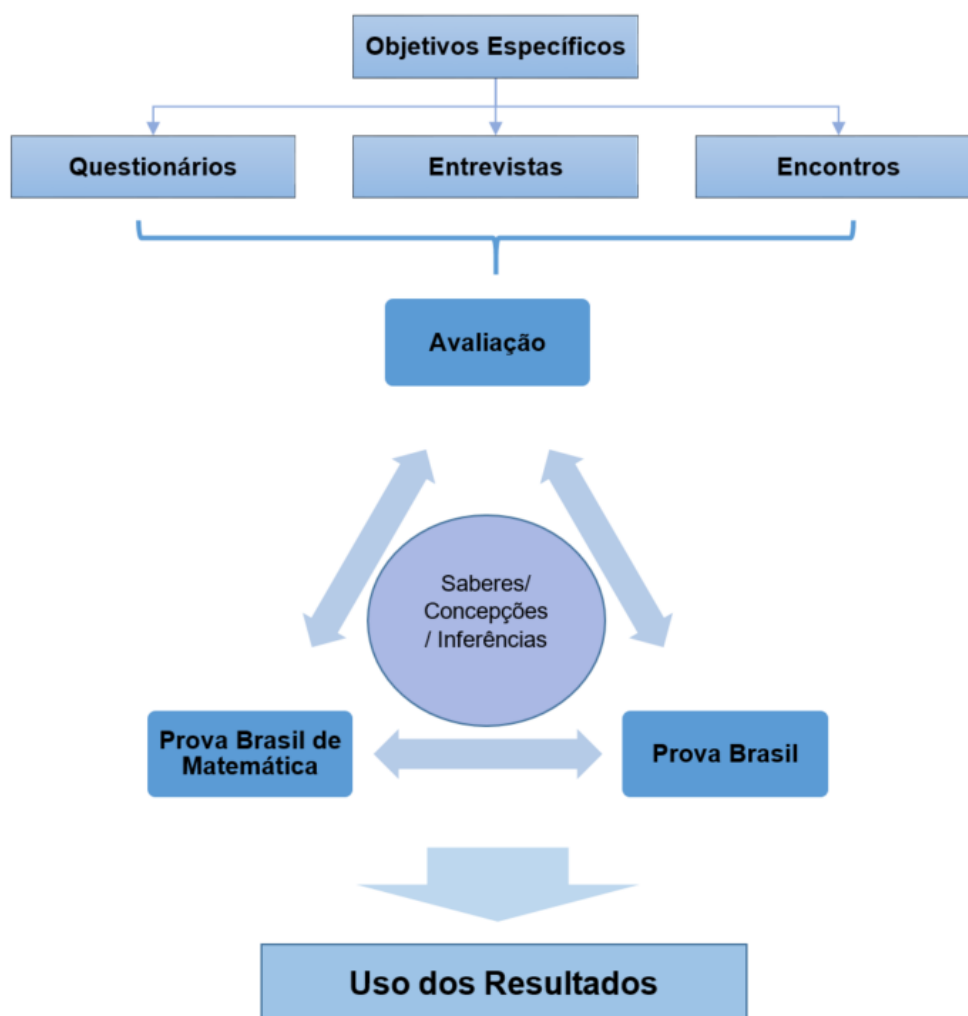 Objetivos Específicos
Questionários
Entrevistas
Encontros
Avaliação
Saberes/
Concepções
/ Inferências
Prova Brasil de
Matemática
Prova Brasil
Uso dos Resultados